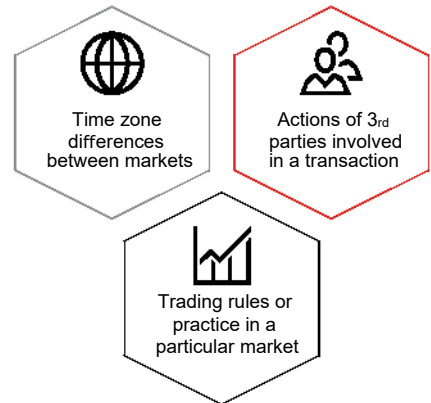 Time zone
differences
between markets
Actions of 3rd
parties involved
in a transaction
Trading rules or
practice in a
particular market